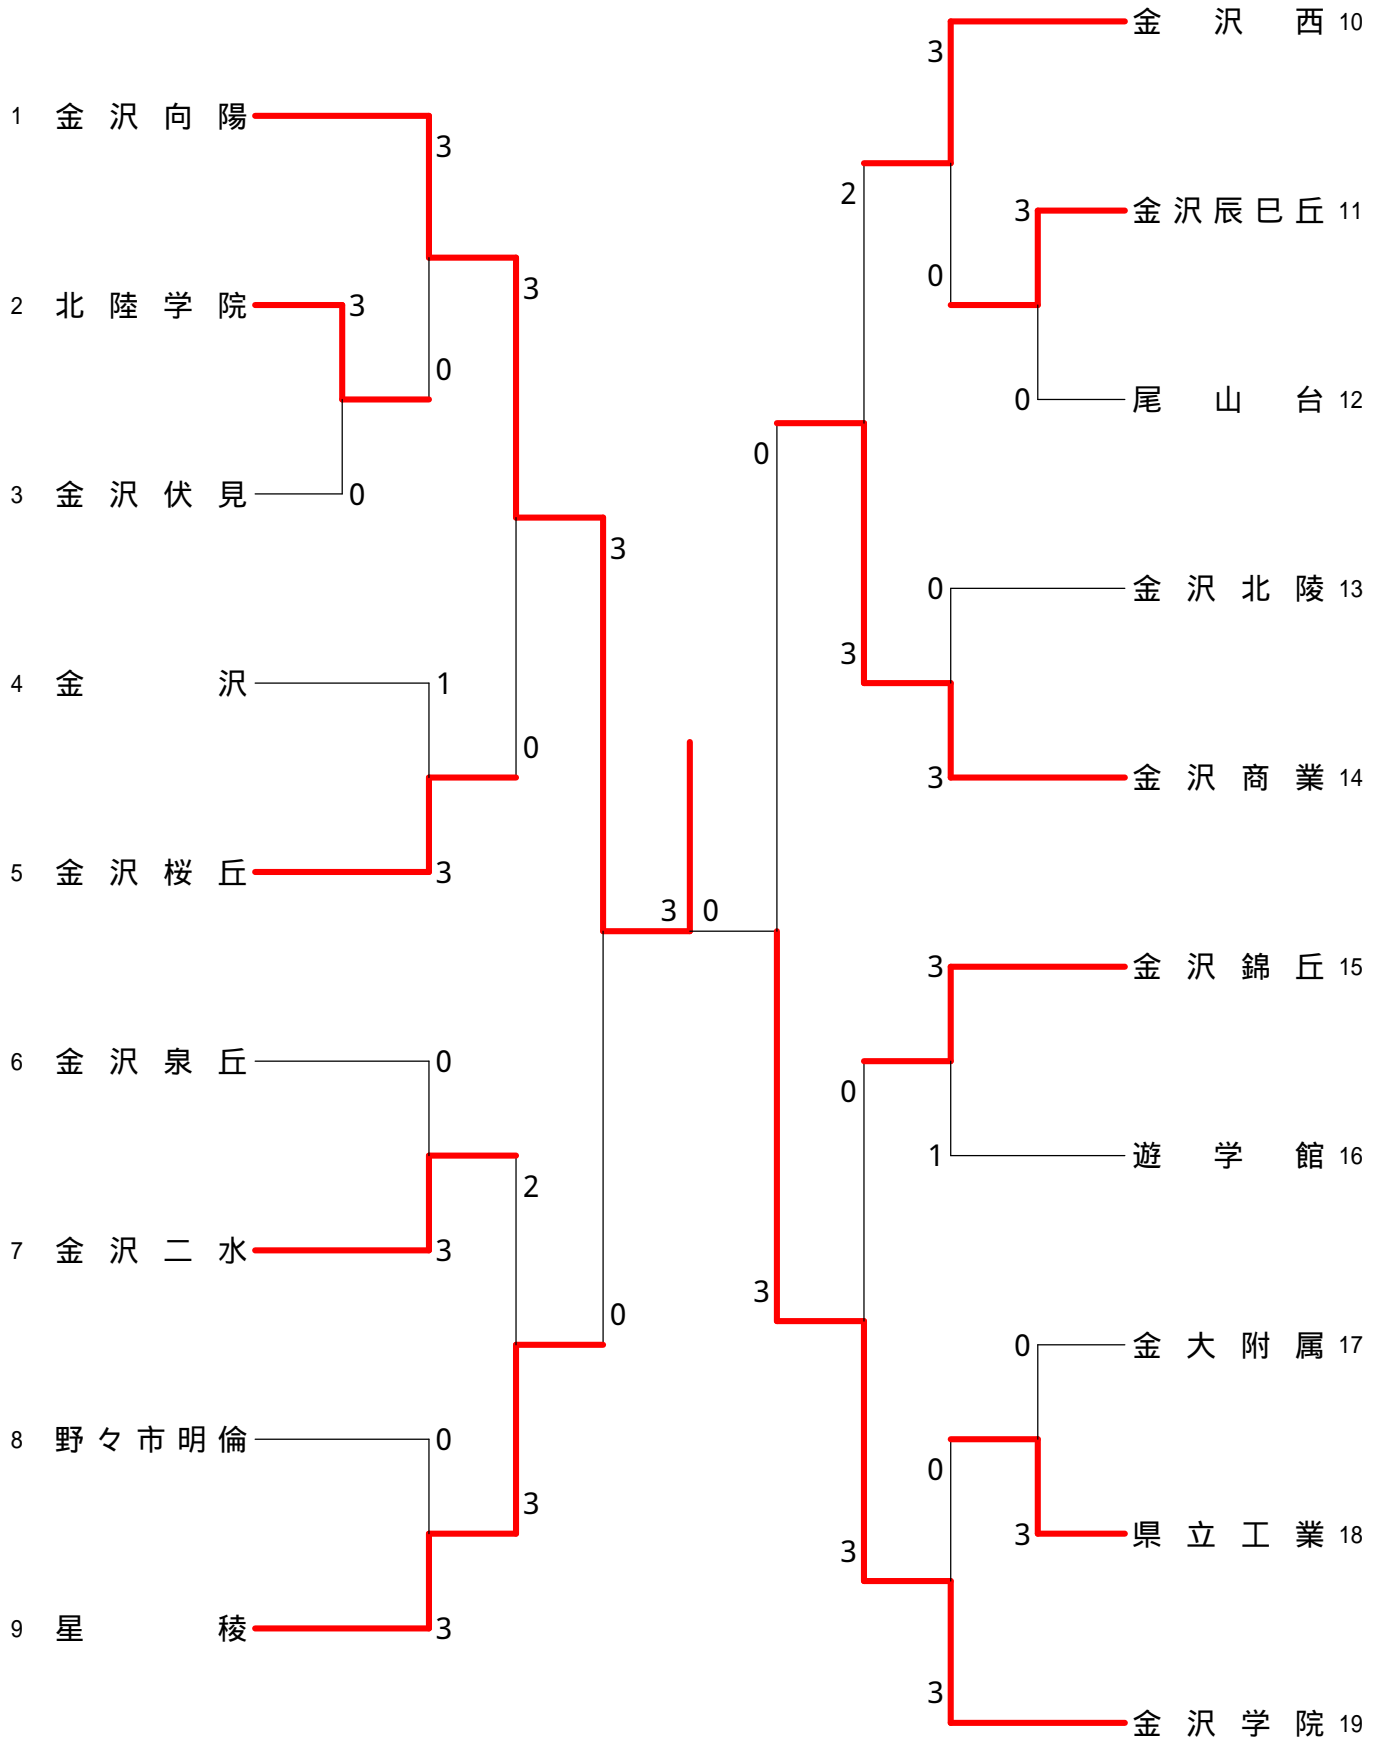 1 金沢向陽
3
2 北陸学院
3
3
0
3 金沢伏見
0
3
4 金沢
1
0
5 金沢桜丘
3
6 金沢泉丘
0
2
7 金沢二水
3
0
8 野々市明倫
0
3
9 星稜
3
3 0
金沢西 10
3
2
3
金沢辰巳丘 11
0
0
尾山台 12
0
0
金沢北陵 13
3
3
金沢商業 14
3
金沢錦丘 15
0
1
遊学館 16
3
0
金大附属 17
0
3
県立工業 18
3
3
金沢学院 19